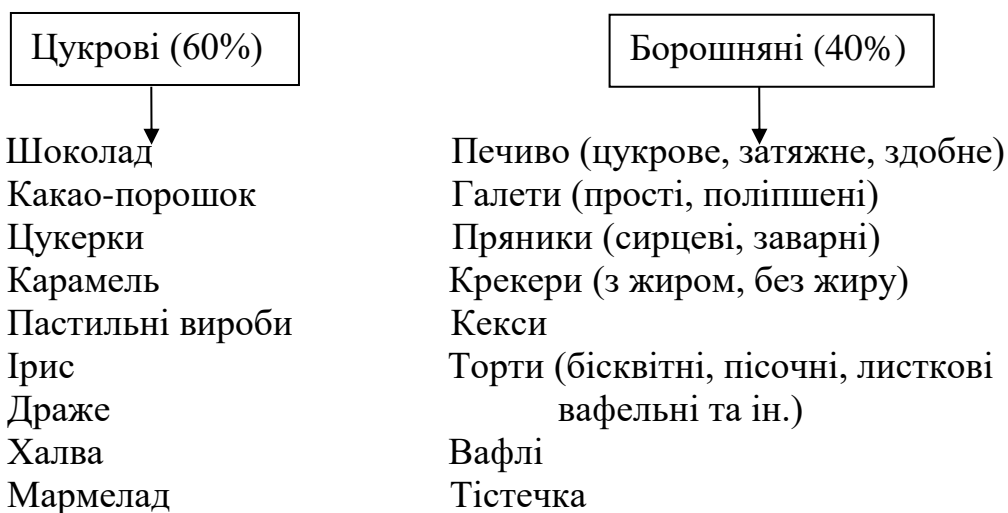 Цукрові (60%)
Шоколад
Какао-порошок
Цукерки
Карамель
Пастильні вироби
Ірис
Драже
Халва
Мармелад
Борошняні (40%)
Печиво (цукрове, затяжне, здобне)
Галети (прості, поліпшені)
Пряники (сирцеві, заварні)
Крекери (з жиром, без жиру)
Кекси
Торти (бісквітні, пісочні, листкові
вафельні та ін.)
Вафлі
Тістечка